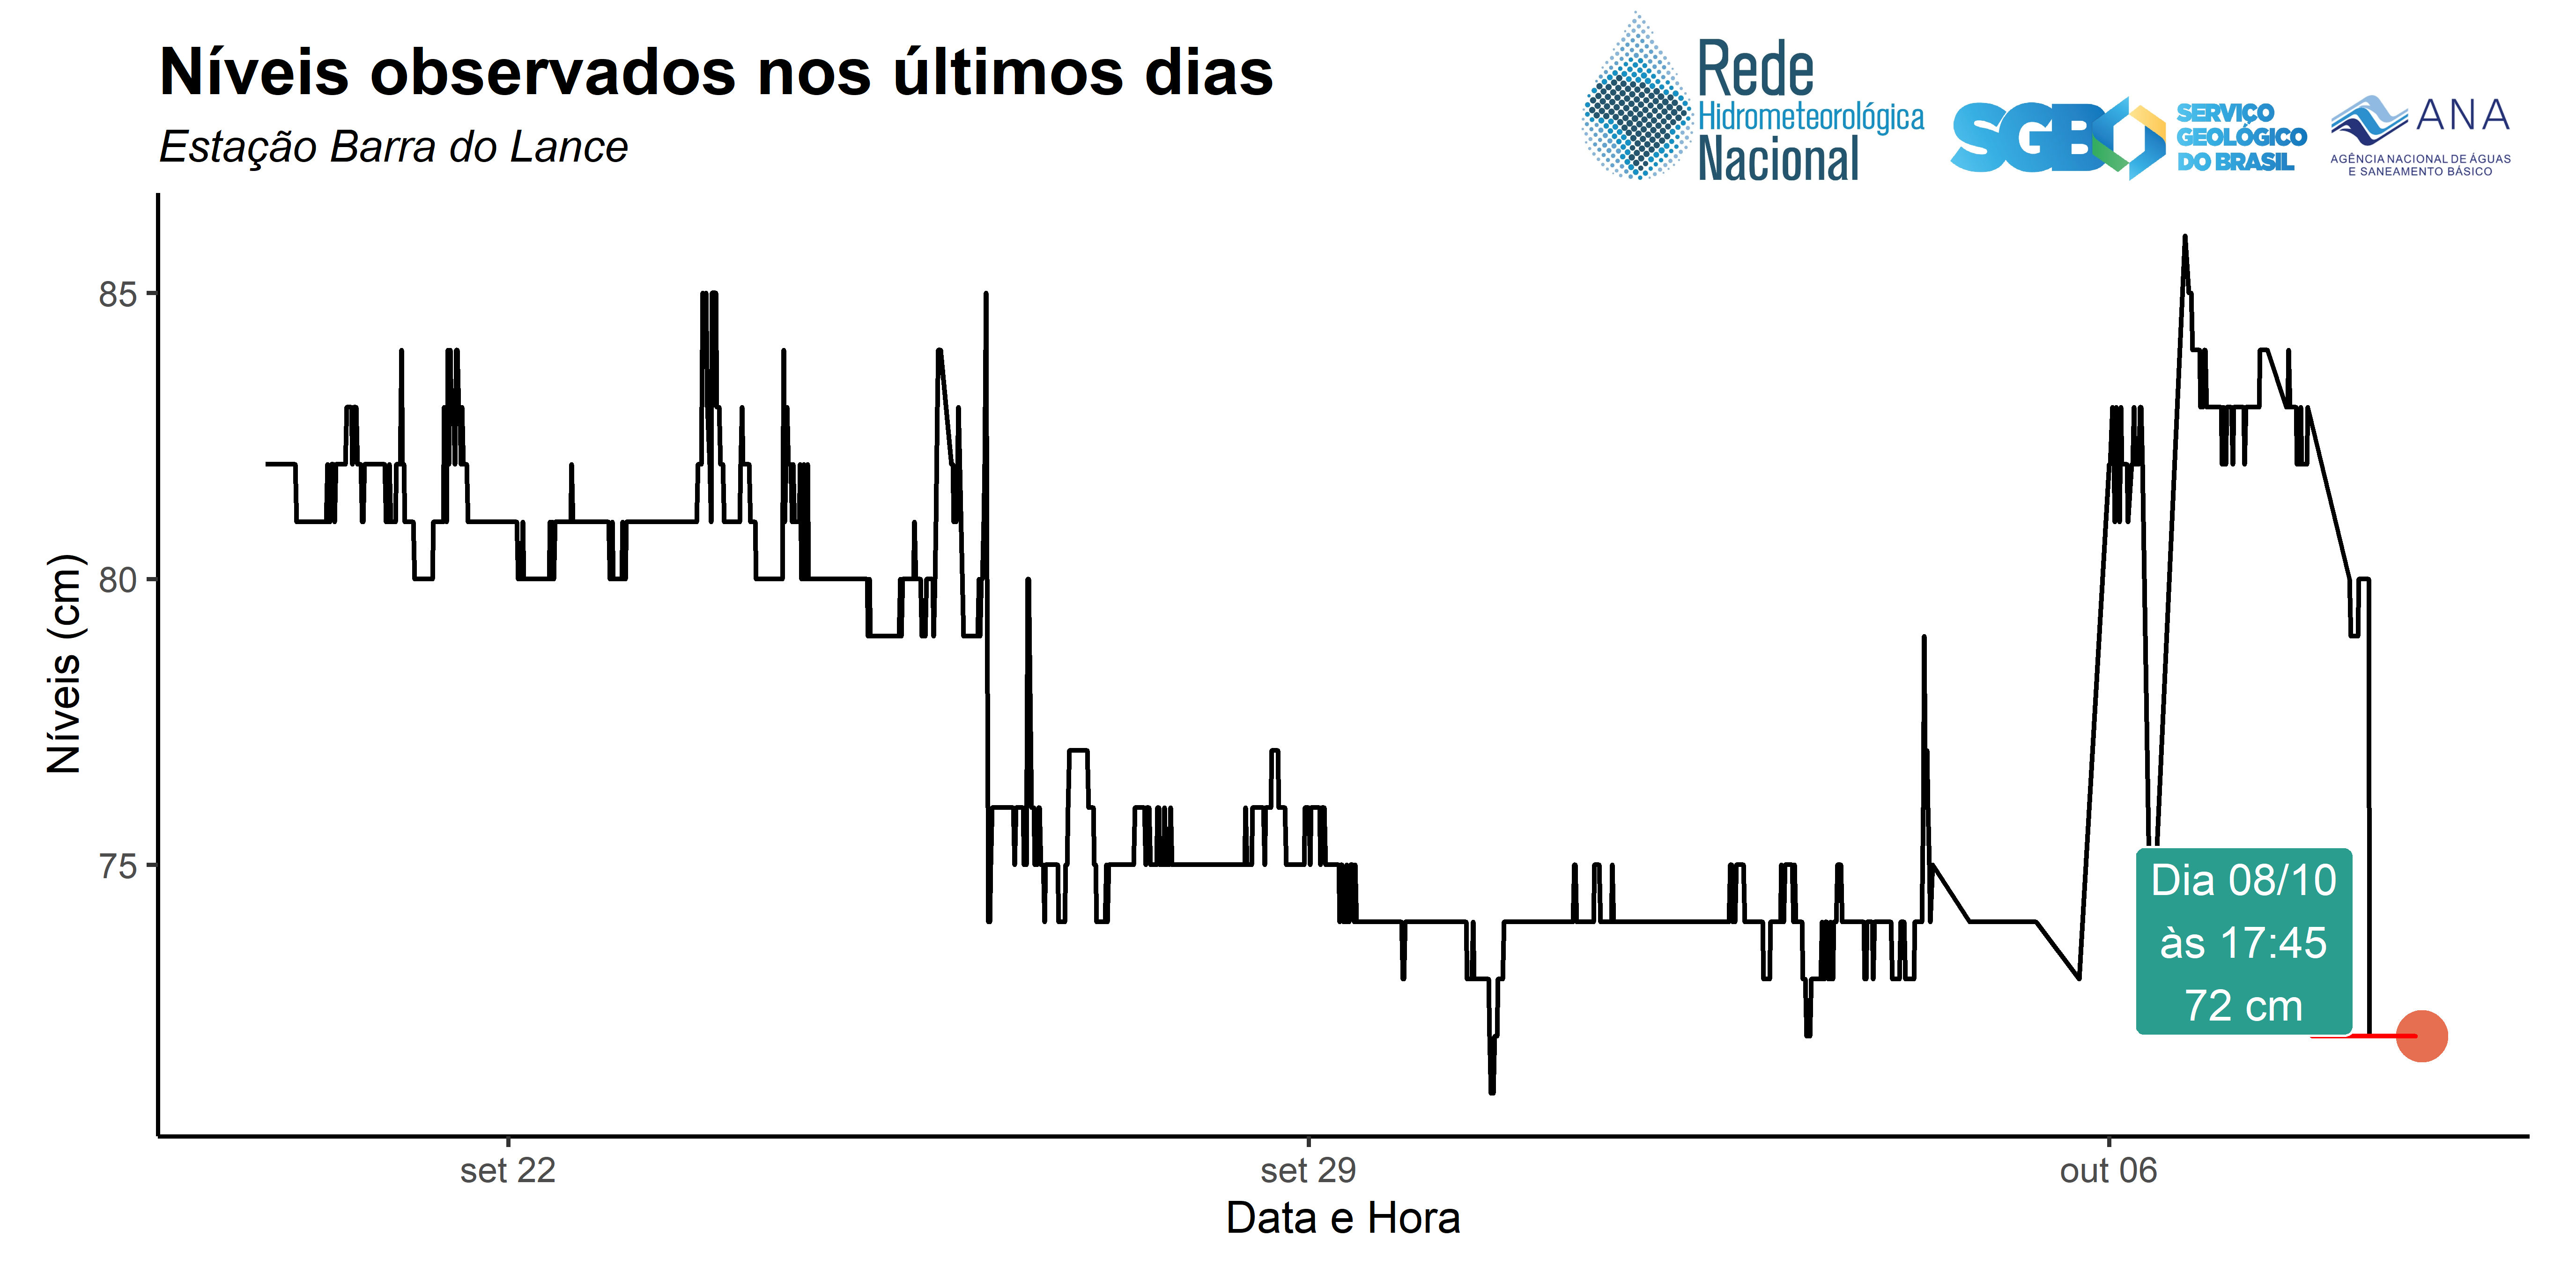 Níveis observados nos últimos dias
Estação Barra do Lance
Rede
Hidrometeorológica
Nacional
SGB
SERVIÇO
GEOLÓGICO
DO BRASIL
ANA
AGÊNCIA NACIONAL DE ÁGUAS
E SANEAMENTO BÁSICO
Níveis (cm)
85
80
75
Dia 08/10
às 17:45
72 cm
set 22
set 29
out 06
Data e Hora